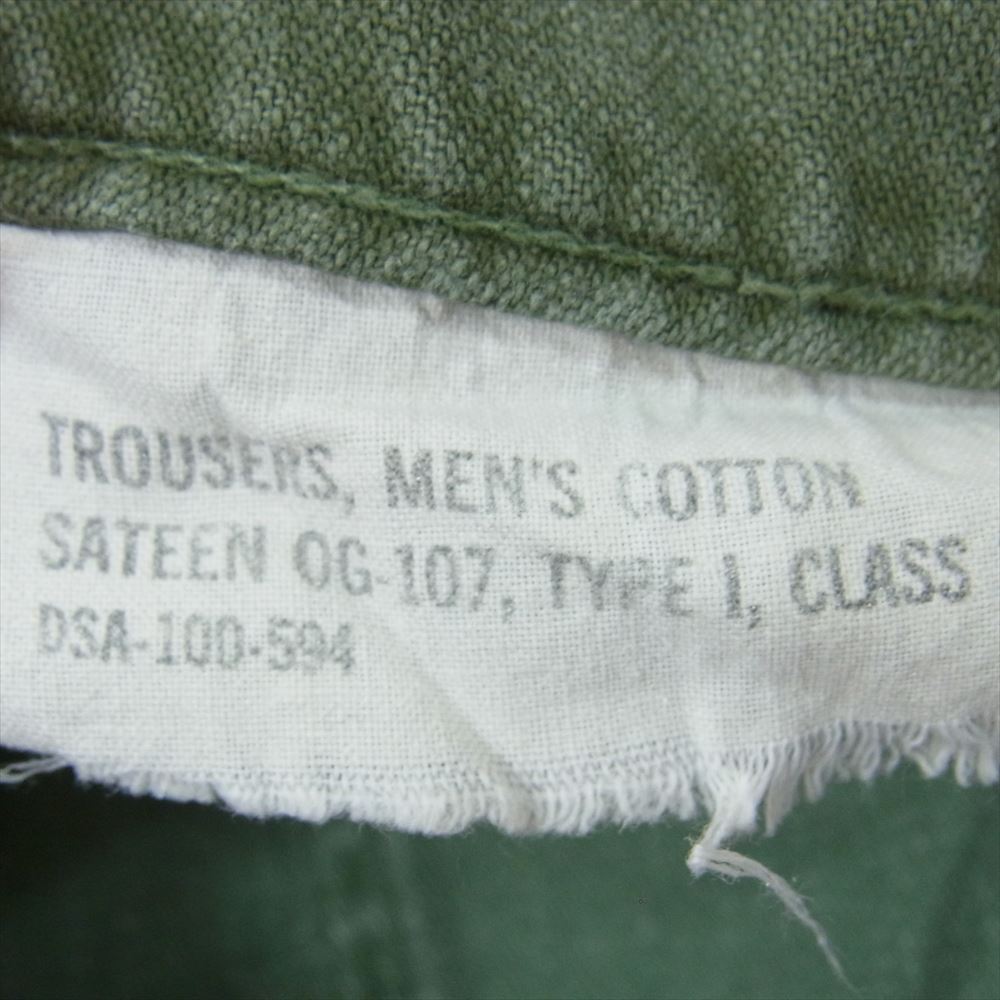 TROUSERS, MEN'S COTTON
SATEEN OG-107, TYPE I, CLASS
DSA-100-594